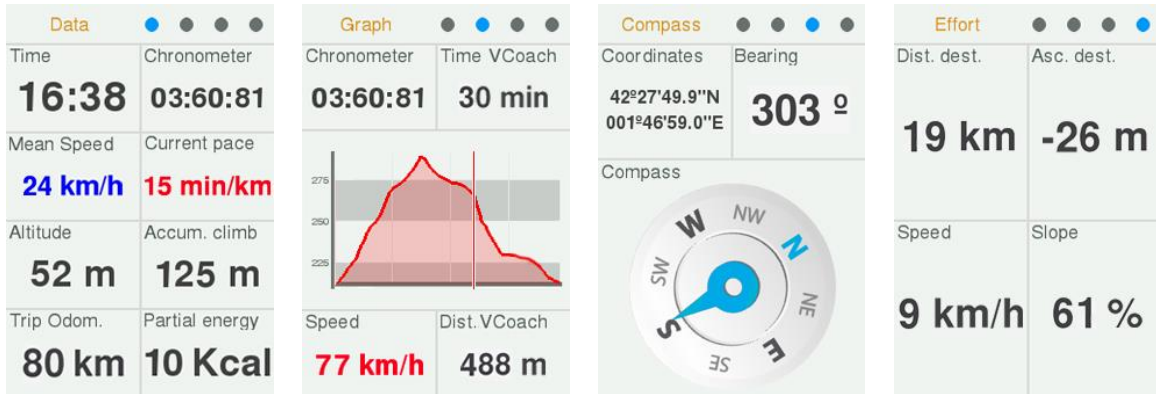 Data
Time
Chronometer
16:38
03:60:81
Mean Speed
Current pace
24 km/h
15 min/km
Altitude
Accum. climb
52 m
125 m
Trip Odom.
Partial energy
80 km
10 Kcal
Graph
Chronometer
Time VCoach
03:60:81
30 min
275
250
225
Speed
Dist.VCoach
77 km/h
488 m
Compass
Coordinates
Bearing
42º27'49.9"N
001º46'59.0"E
303 º
Compass
NW
W
N
SW
NE
S
E
SE
Effort
Dist. dest.
Asc. dest.
19 km
-26 m
Speed
Slope
9 km/h
61 %